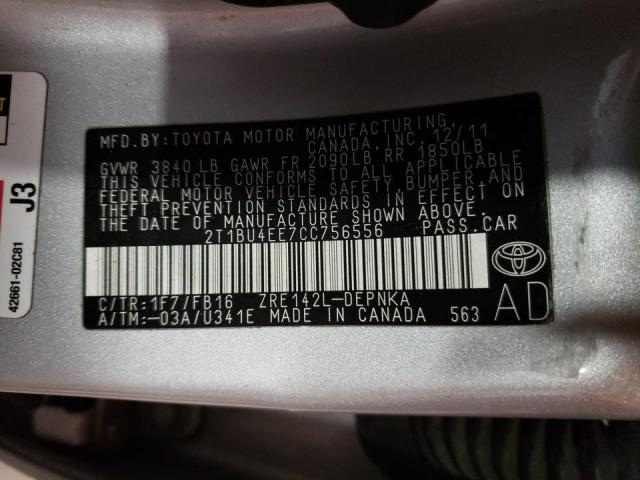 MFD. BY: TOYOTA MOTOR MANUFACTURING,
CANADA, INC. 12/11
GVWR 3840 LB GAWR FR 2090LB RR 1850LB
THIS VEHICLE CONFORMS TO ALL APPLICABLE
FEDERAL MOTOR VEHICLE SAFETY, BUMPER AND
THEFT PREVENTION STANDARDS IN EFFECT ON
THE DATE OF MANUFACTURE SHOWN ABOVE.
2T1BU4EE7CC756556 PASS.CAR
C/TR: 1F7/FB16 ZRE142L-DEPNKA
A/TM: -03A/U341E MADE IN CANADA 563
AD
J3
42661-02C81